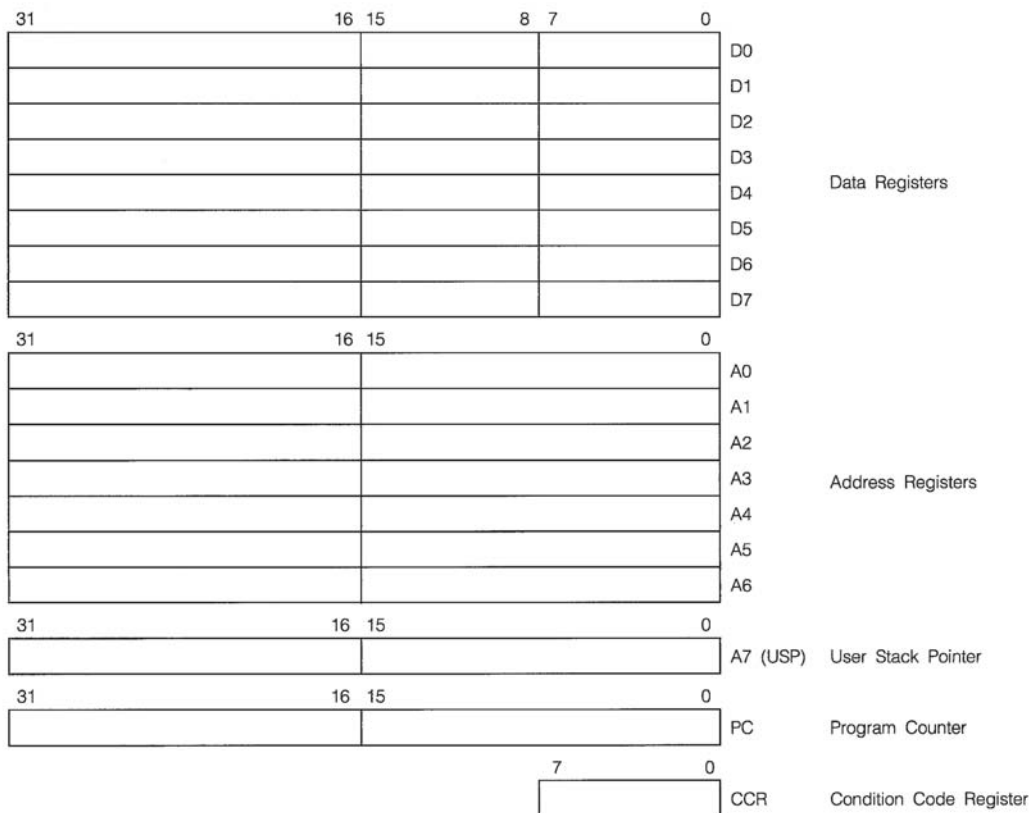 31 16 15 8 7 0
D0
D1
D2
D3
D4
D5
D6
D7
Data Registers
31 16 15 0
A0
A1
A2
A3
A4
A5
A6
Address Registers
31 16 15 0
A7 (USP) User Stack Pointer
31 16 15 0
PC Program Counter
7 0
CCR Condition Code Register